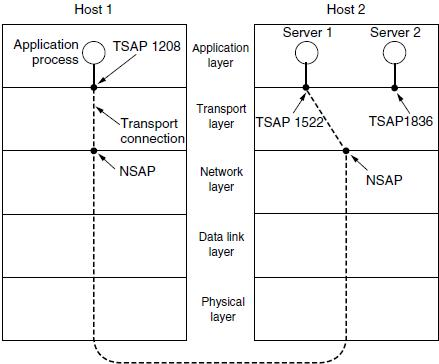 Host 1
Host 2
Application
process
TSAP 1208
Application
layer
Server 1
Server 2
Transport
connection
Transport
layer
TSAP 1522
TSAP1836
NSAP
Network
layer
NSAP
Data link
layer
Physical
layer